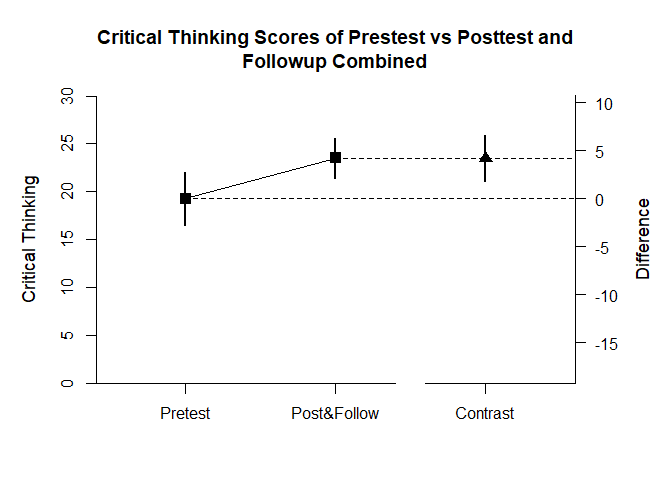 Critical Thinking Scores of Prestest vs Posttest and
Followup Combined
Critical Thinking
30
25
20
15
10
5
0
10
5
0
-5
-10
-15
Difference
Pretest
Post&Follow
Contrast